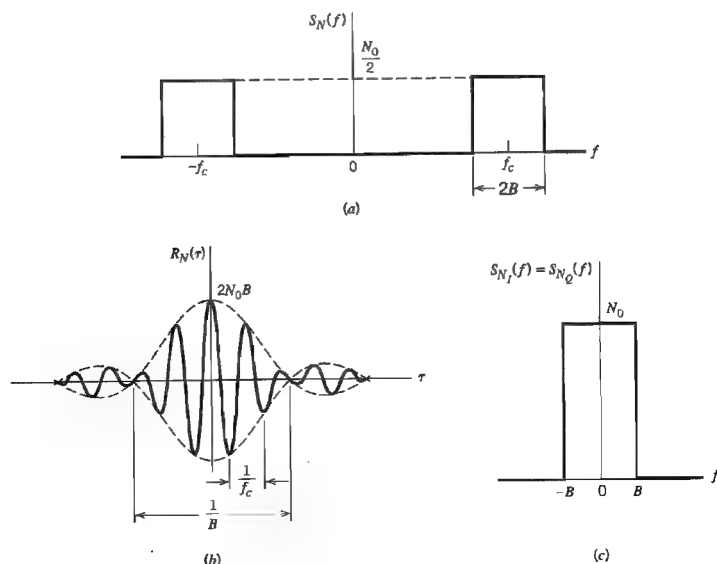 S_N(f)
N_0
2
-f_c
0
f_c
f
2B
(a)
R_N(τ)
2N_0B
τ
1
f_c
1
B
(b)
S_{N_I}(f) = S_{N_Q}(f)
N_0
-B
0
B
f
(c)